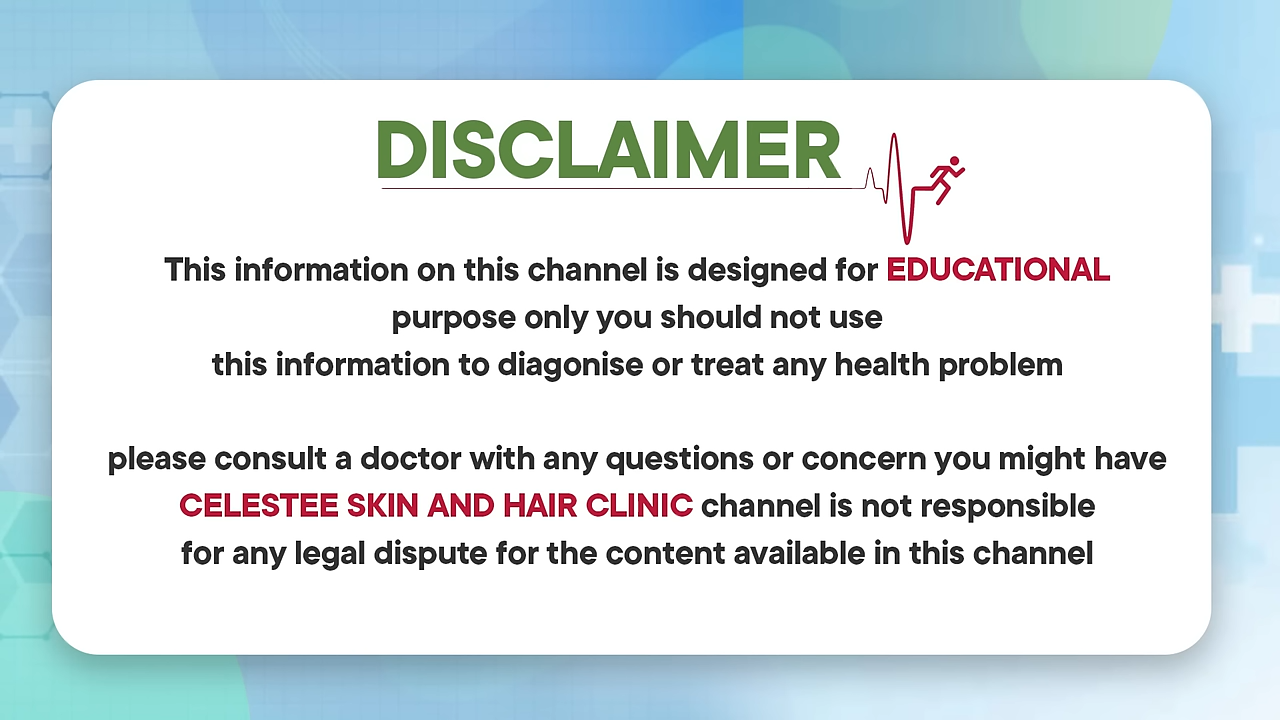 DISCLAIMER
This information on this channel is designed for EDUCATIONAL
purpose only you should not use
this information to diagonise or treat any health problem
please consult a doctor with any questions or concern you might have
CELESTEE SKIN AND HAIR CLINIC channel is not responsible
for any legal dispute for the content available in this channel